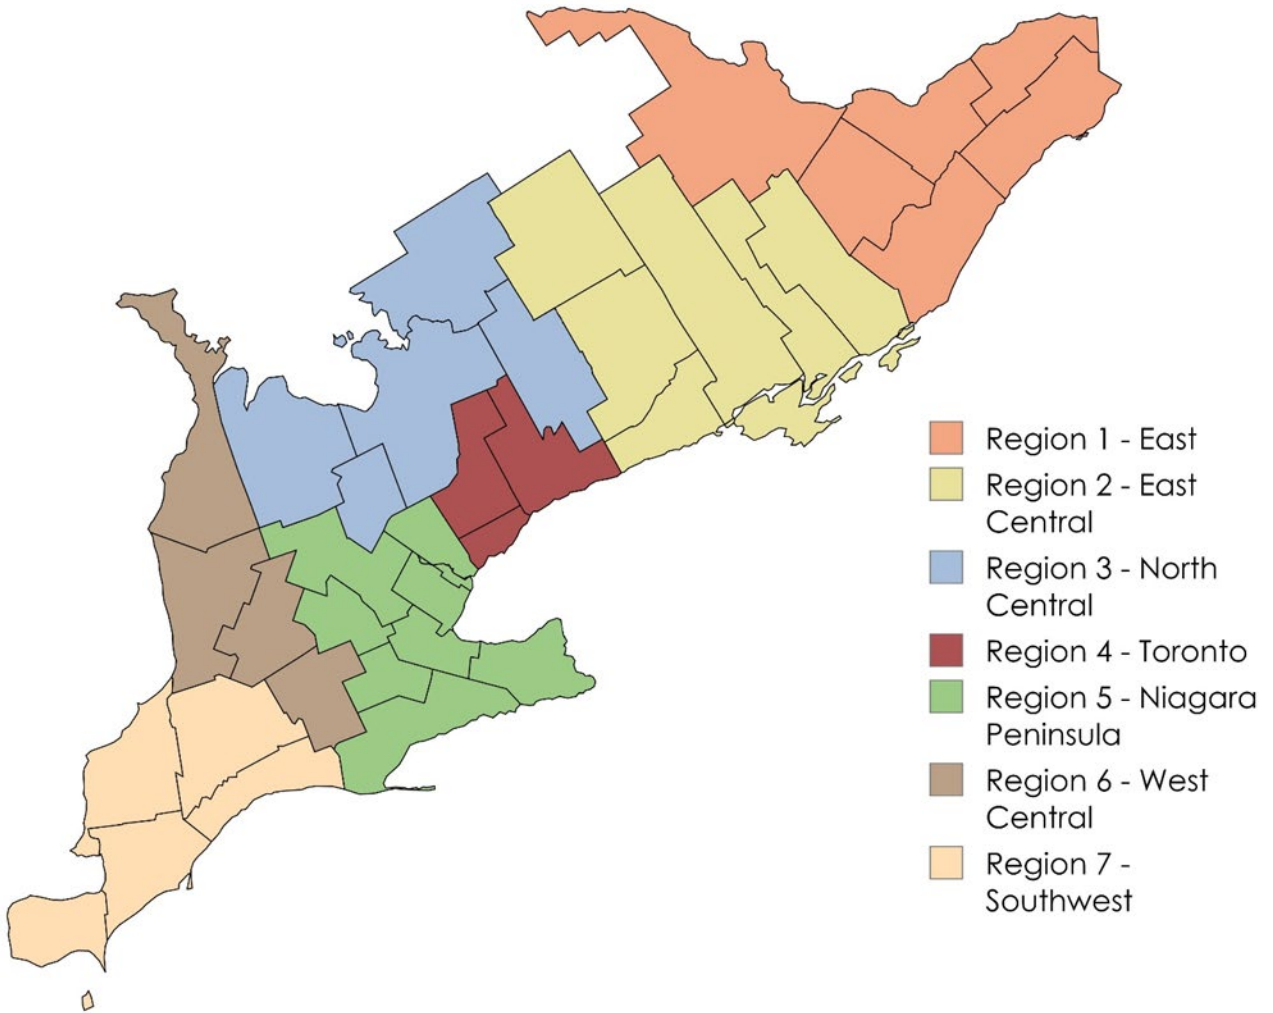 Region 1 - East
Region 2 - East
Central
Region 3 - North
Central
Region 4 - Toronto
Region 5 - Niagara
Peninsula
Region 6 - West
Central
Region 7 -
Southwest